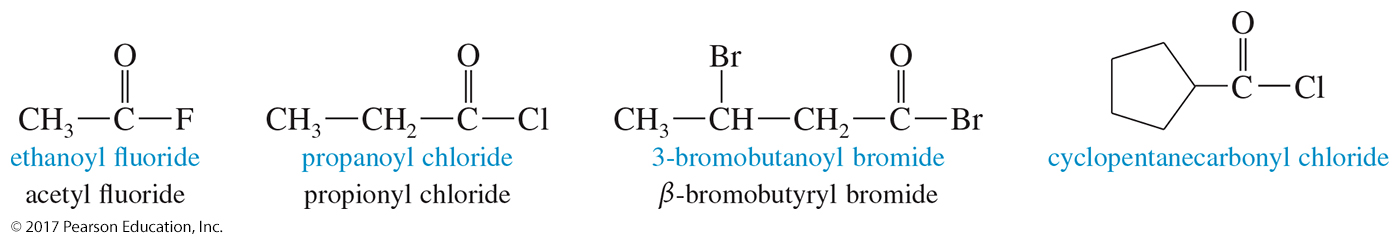 O
CH₃—C—F
ethanoyl fluoride
acetyl fluoride
O
CH₃—CH₂—C—Cl
propanoyl chloride
propionyl chloride
Br O
CH₃—CH—CH₂—C—Br
3-bromobutanoyl bromide
β-bromobutyryl bromide
O
C—Cl
cyclopentanecarbonyl chloride
© 2017 Pearson Education, Inc.